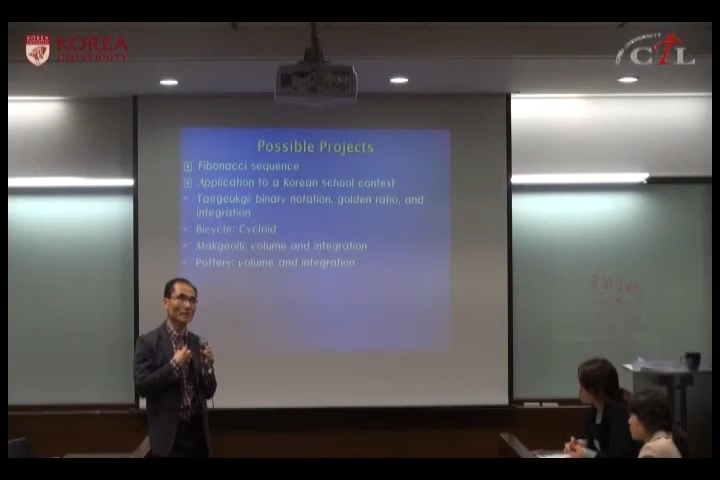 KOREA
UNIVERSITY
CTL
Possible Projects
Fibonacci sequence
Application to a Korean school context
- Taegeukgi: binary notation, golden ratio, and
integration
- Bicycle: Cycloid
- Makgeolli: volume and integration
- Pottery: volume and integration